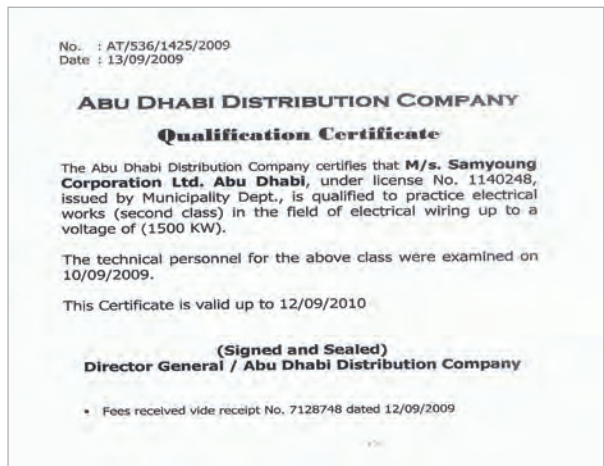 No. : AT/536/1425/2009
Date : 13/09/2009
ABU DHABI DISTRIBUTION COMPANY
Qualification Certificate
The Abu Dhabi Distribution Company certifies that M/s. Samyoung
Corporation Ltd. Abu Dhabi, under license No. 1140248,
issued by Municipality Dept., is qualified to practice electrical
works (second class) in the field of electrical wiring up to a
voltage of (1500 KW).
The technical personnel for the above class were examined on
10/09/2009.
This Certificate is valid up to 12/09/2010
(Signed and Sealed)
Director General / Abu Dhabi Distribution Company
• Fees received vide receipt No. 7128748 dated 12/09/2009